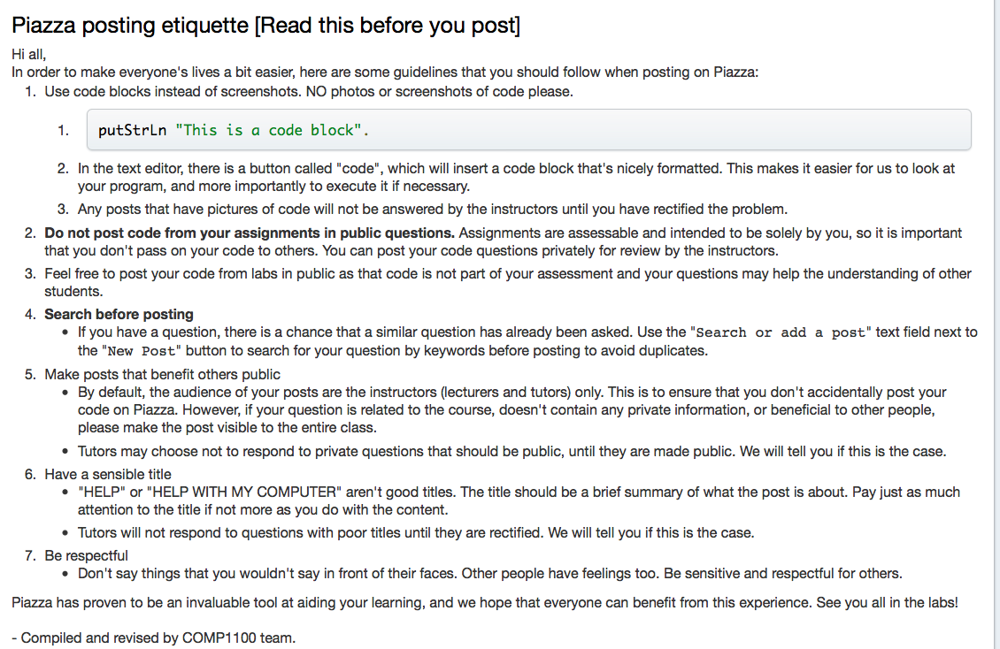 Piazza posting etiquette [Read this before you post]
Hi all,
In order to make everyone's lives a bit easier, here are some guidelines that you should follow when posting on Piazza:
1. Use code blocks instead of screenshots. NO photos or screenshots of code please.
1. putStrLn "This is a code block".
2. In the text editor, there is a button called "code", which will insert a code block that's nicely formatted. This makes it easier for us to look at
your program, and more importantly to execute it if necessary.
3. Any posts that have pictures of code will not be answered by the instructors until you have rectified the problem.
2. Do not post code from your assignments in public questions. Assignments are assessable and intended to be solely by you, so it is important
that you don't pass on your code to others. You can post your code questions privately for review by the instructors.
3. Feel free to post your code from labs in public as that code is not part of your assessment and your questions may help the understanding of other
students.
4. Search before posting
• If you have a question, there is a chance that a similar question has already been asked. Use the "Search or add a post" text field next to
the "New Post" button to search for your question by keywords before posting to avoid duplicates.
5. Make posts that benefit others public
• By default, the audience of your posts are the instructors (lecturers and tutors) only. This is to ensure that you don't accidentally post your
code on Piazza. However, if your question is related to the course, doesn't contain any private information, or beneficial to other people,
please make the post visible to the entire class.
• Tutors may choose not to respond to private questions that should be public, until they are made public. We will tell you if this is the case.
6. Have a sensible title
• "HELP" or "HELP WITH MY COMPUTER" aren't good titles. The title should be a brief summary of what the post is about. Pay just as much
attention to the title if not more as you do with the content.
• Tutors will not respond to questions with poor titles until they are rectified. We will tell you if this is the case.
7. Be respectful
• Don't say things that you wouldn't say in front of their faces. Other people have feelings too. Be sensitive and respectful for others.
Piazza has proven to be an invaluable tool at aiding your learning, and we hope that everyone can benefit from this experience. See you all in the labs!
- Compiled and revised by COMP1100 team.